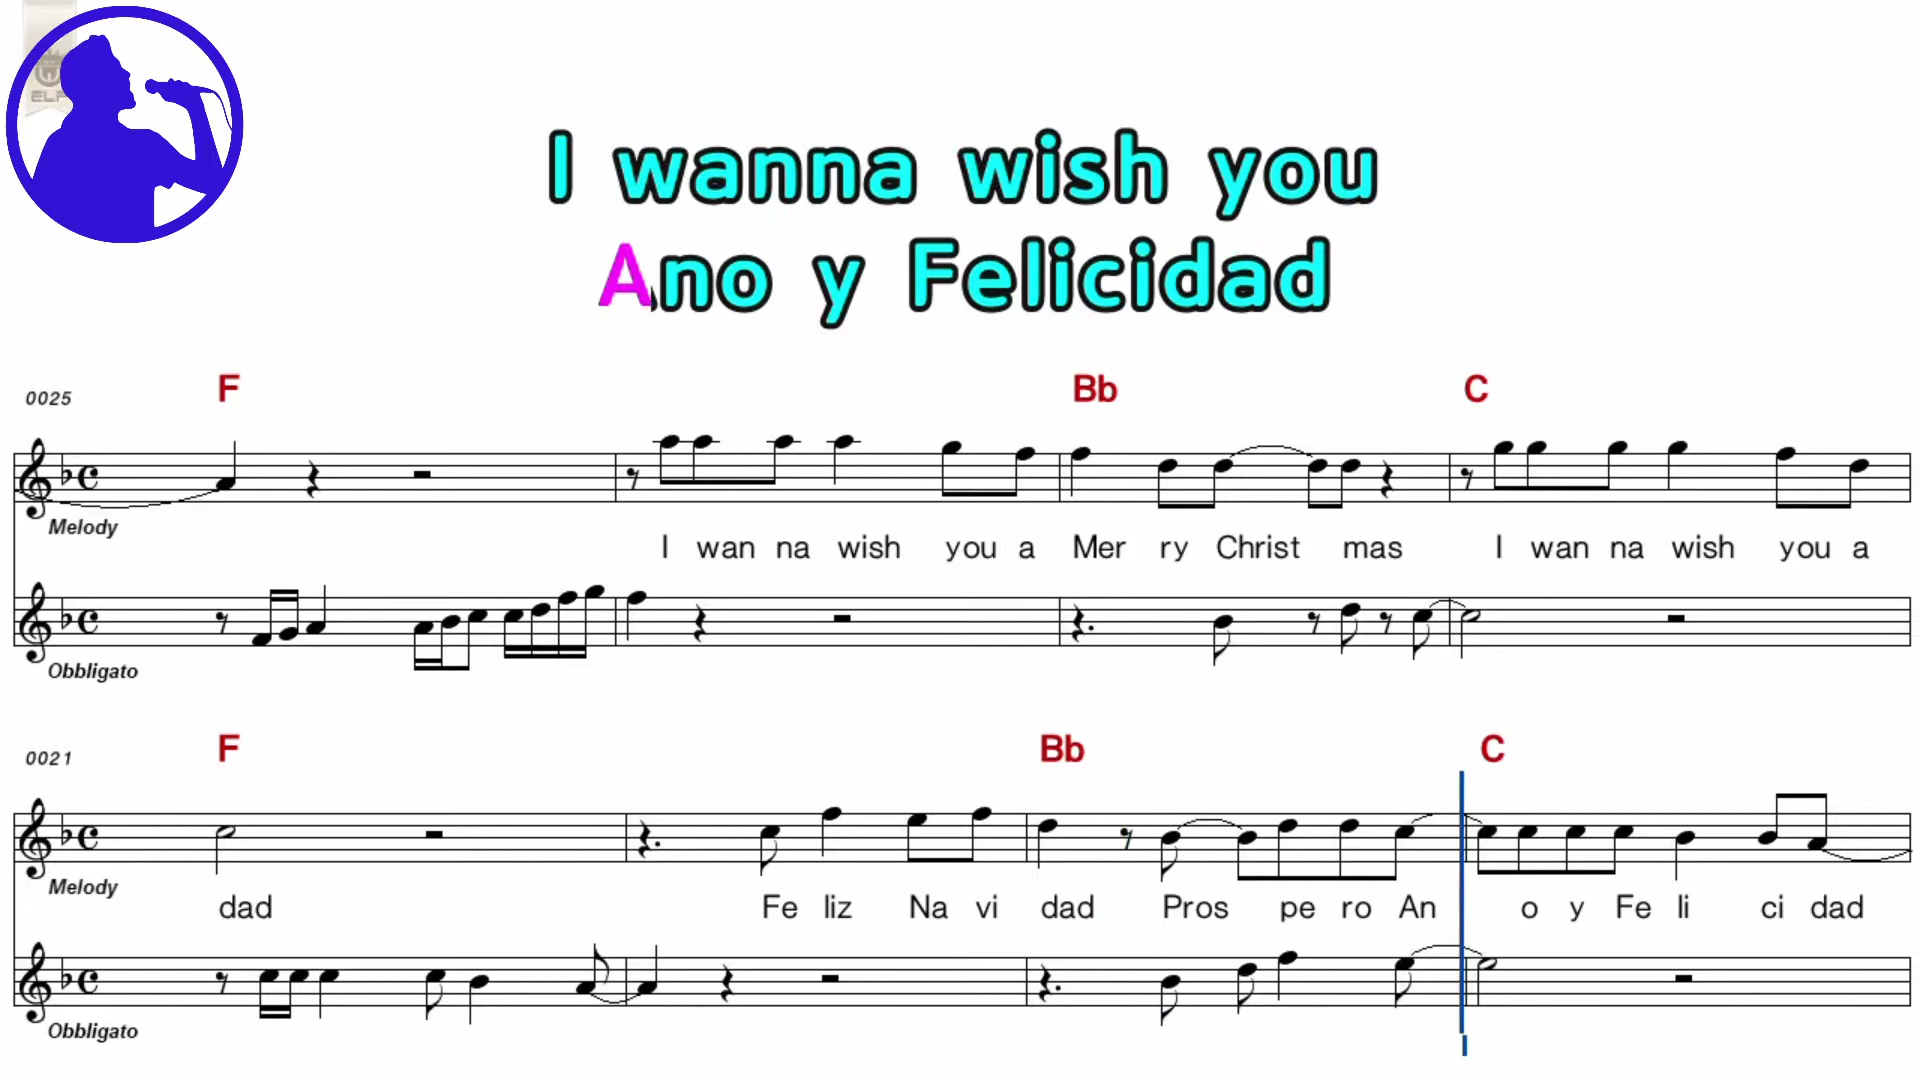 I wanna wish you
Ano y Felicidad
0025 F Bb C
Melody
I wan na wish you a Mer ry Christ mas I wan na wish you a
Obbligato
0021 F Bb C
Melody
dad Fe liz Na vi dad Pros pe ro An o y Fe li ci dad
Obbligato